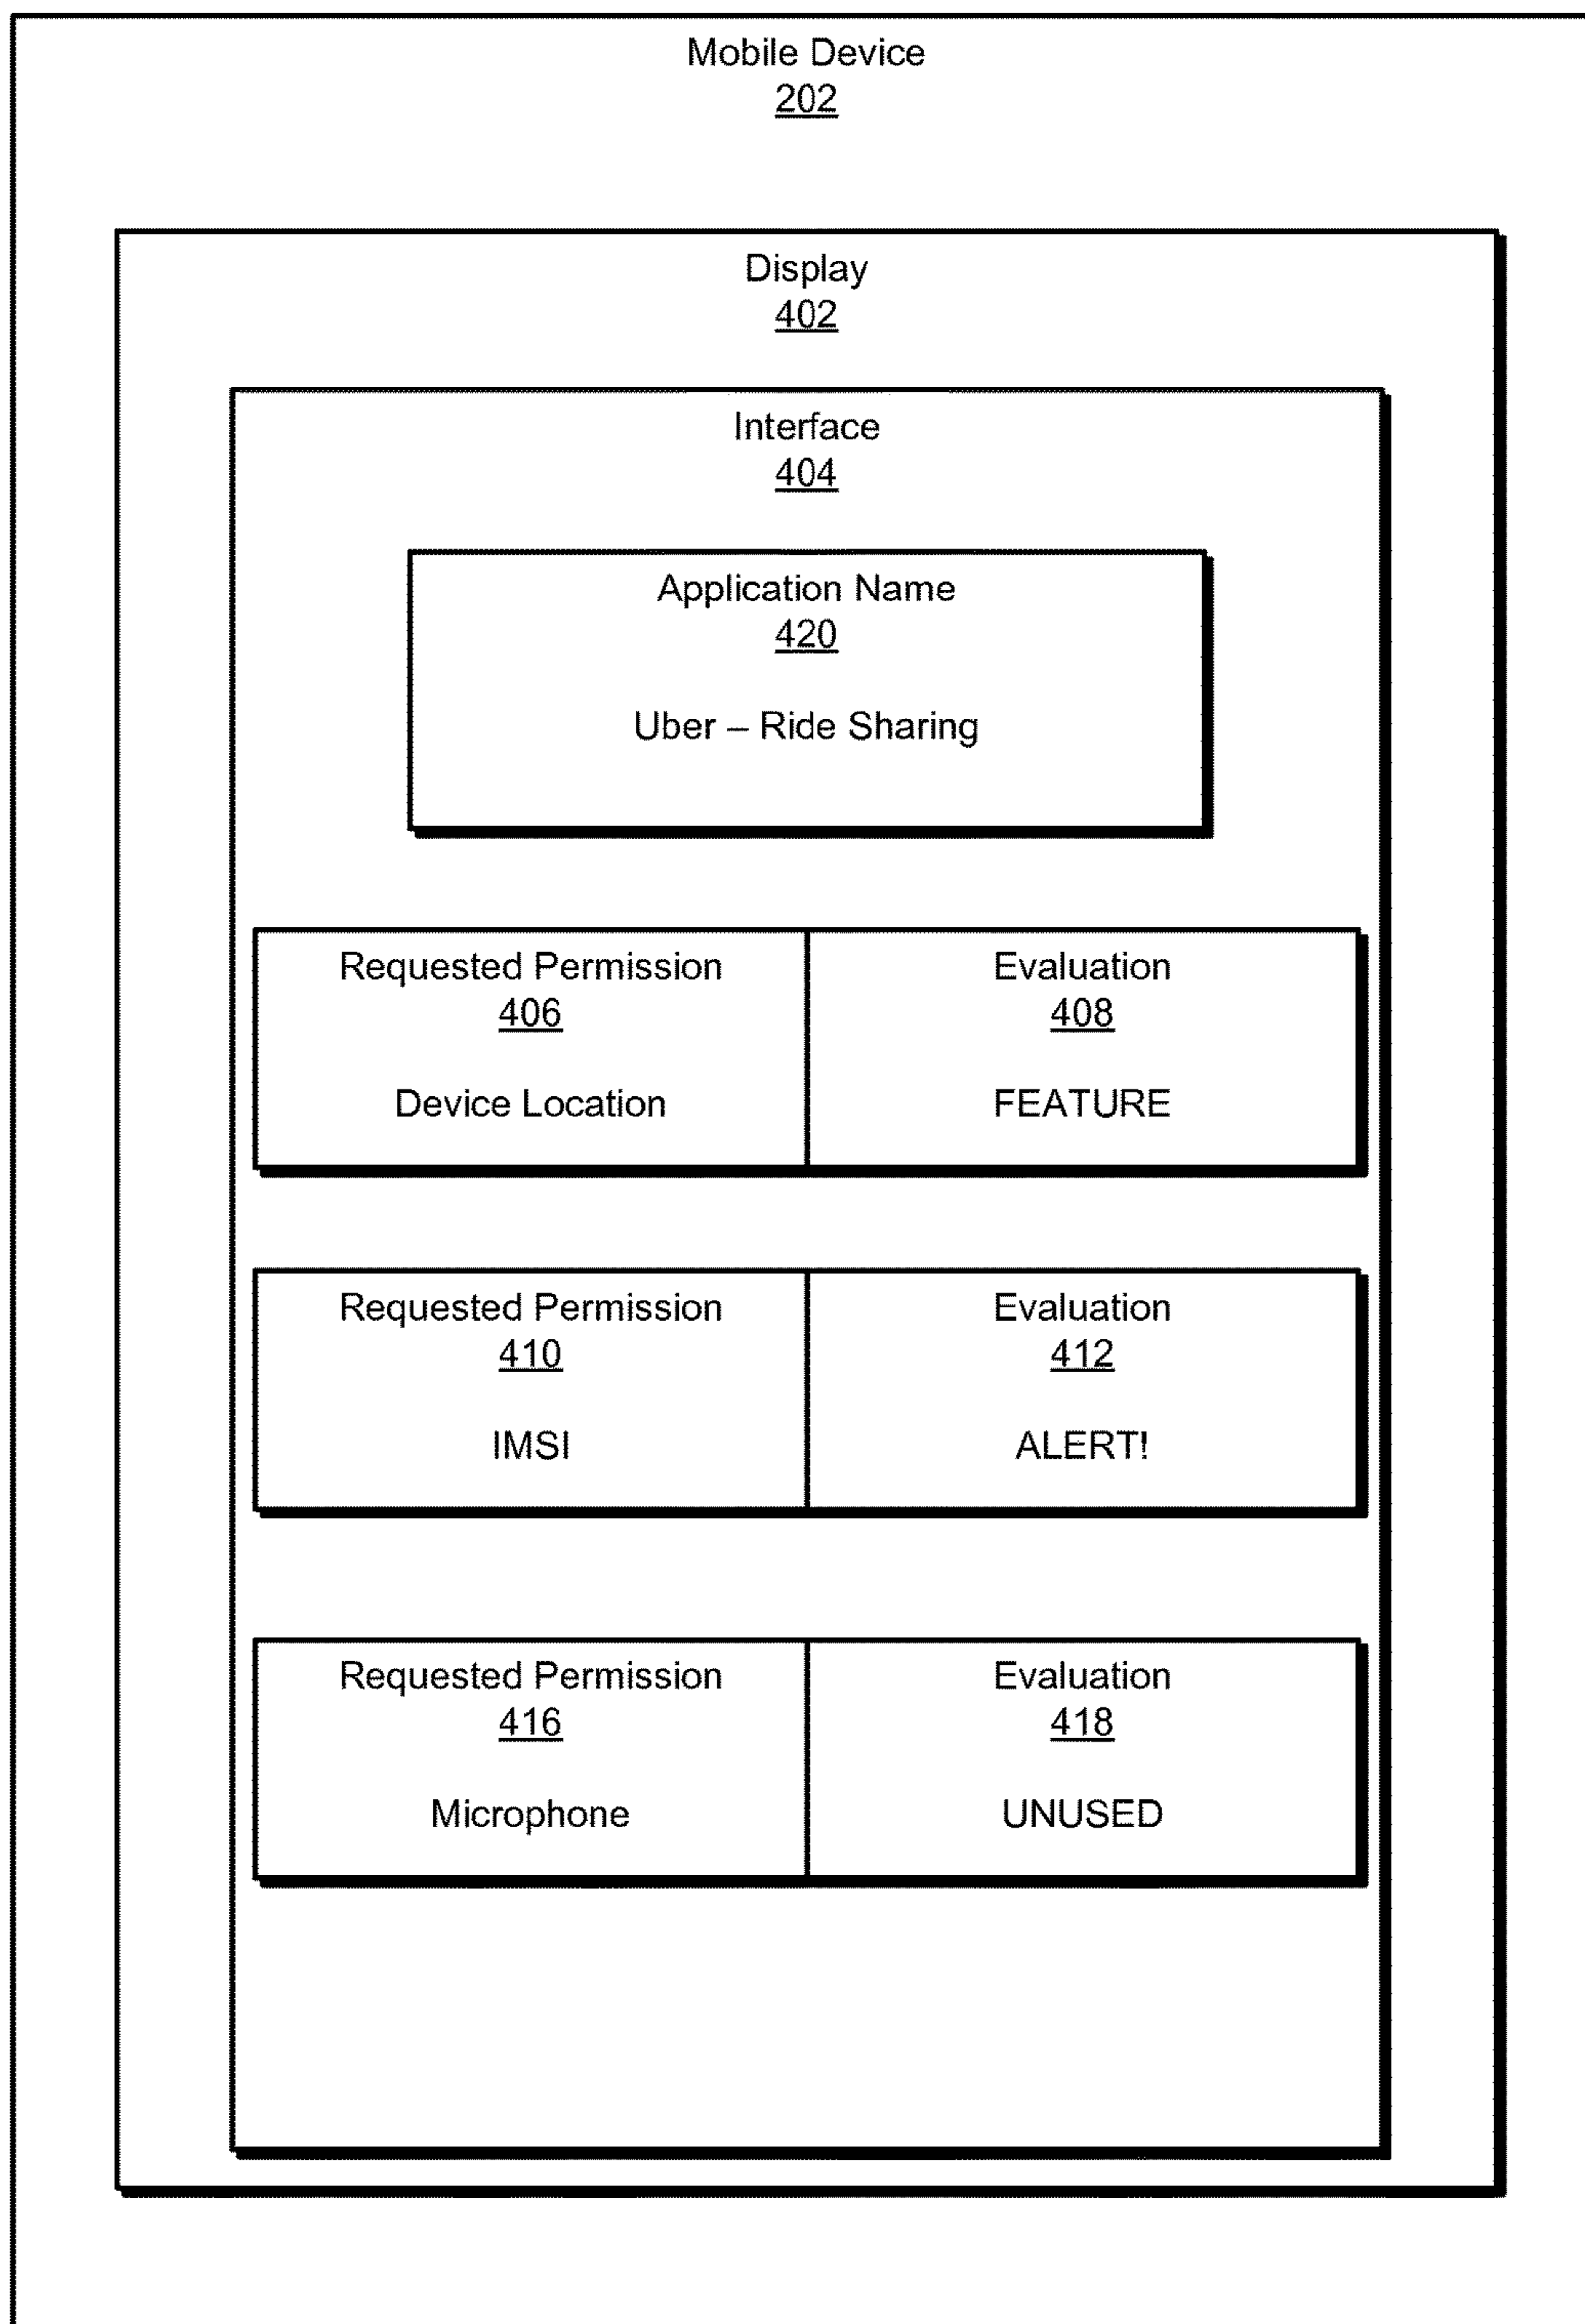 Mobile Device
202
Display
402
Interface
404
Application Name
420
Uber – Ride Sharing
Requested Permission
406
Device Location
Evaluation
408
FEATURE
Requested Permission
410
IMSI
Evaluation
412
ALERT!
Requested Permission
416
Microphone
Evaluation
418
UNUSED